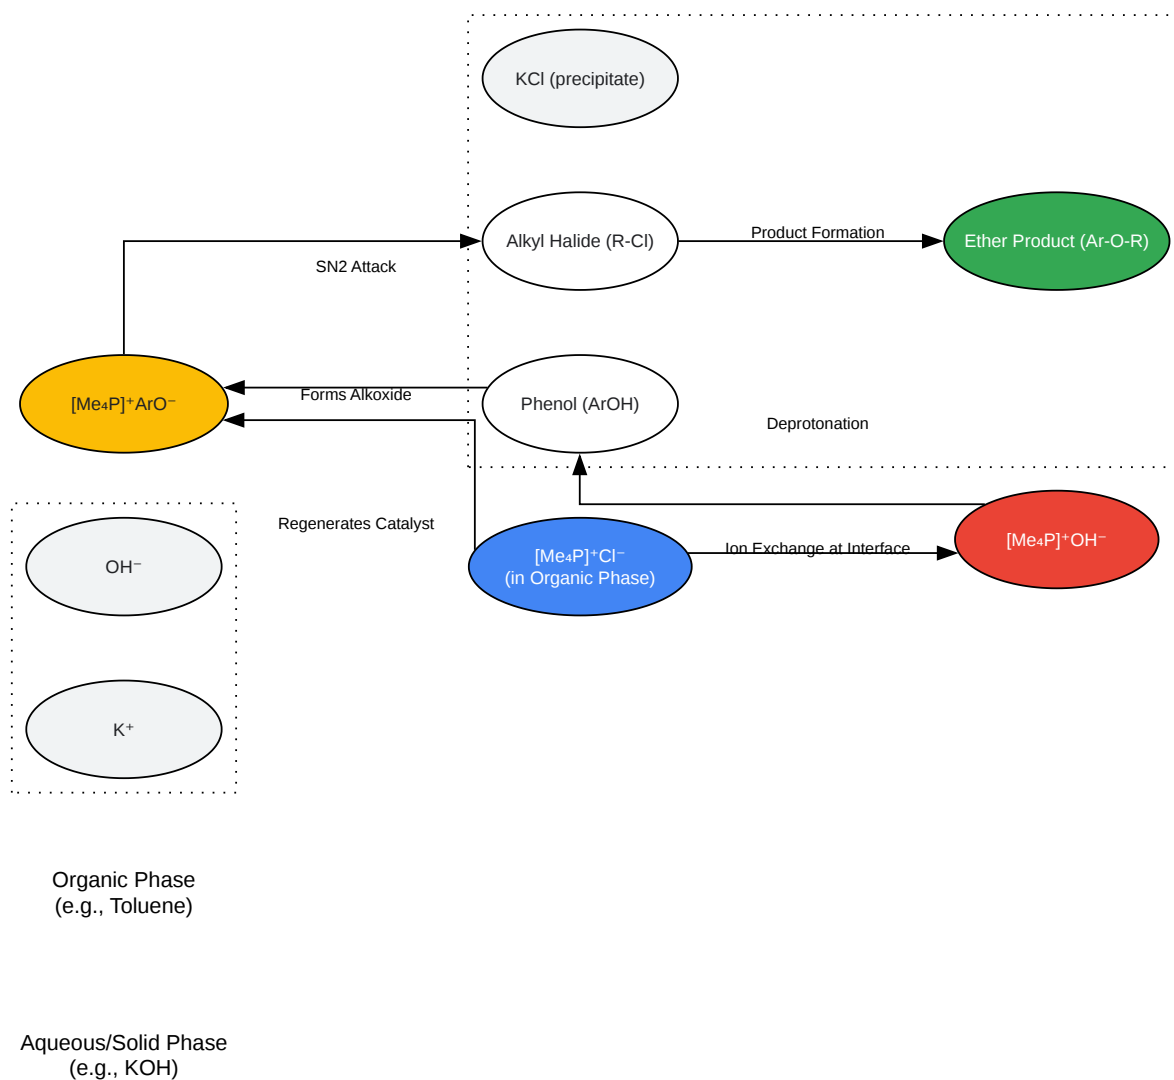 KCl (precipitate)
Alkyl Halide (R-Cl)
Product Formation
Ether Product (Ar-O-R)
SN2 Attack
[Me₄P]⁺ArO⁻
Forms Alkoxide
Phenol (ArOH)
Deprotonation
Regenerates Catalyst
[Me₄P]⁺Cl⁻
(in Organic Phase)
Ion Exchange at Interface
[Me₄P]⁺OH⁻
OH⁻
K⁺
Organic Phase
(e.g., Toluene)
Aqueous/Solid Phase
(e.g., KOH)